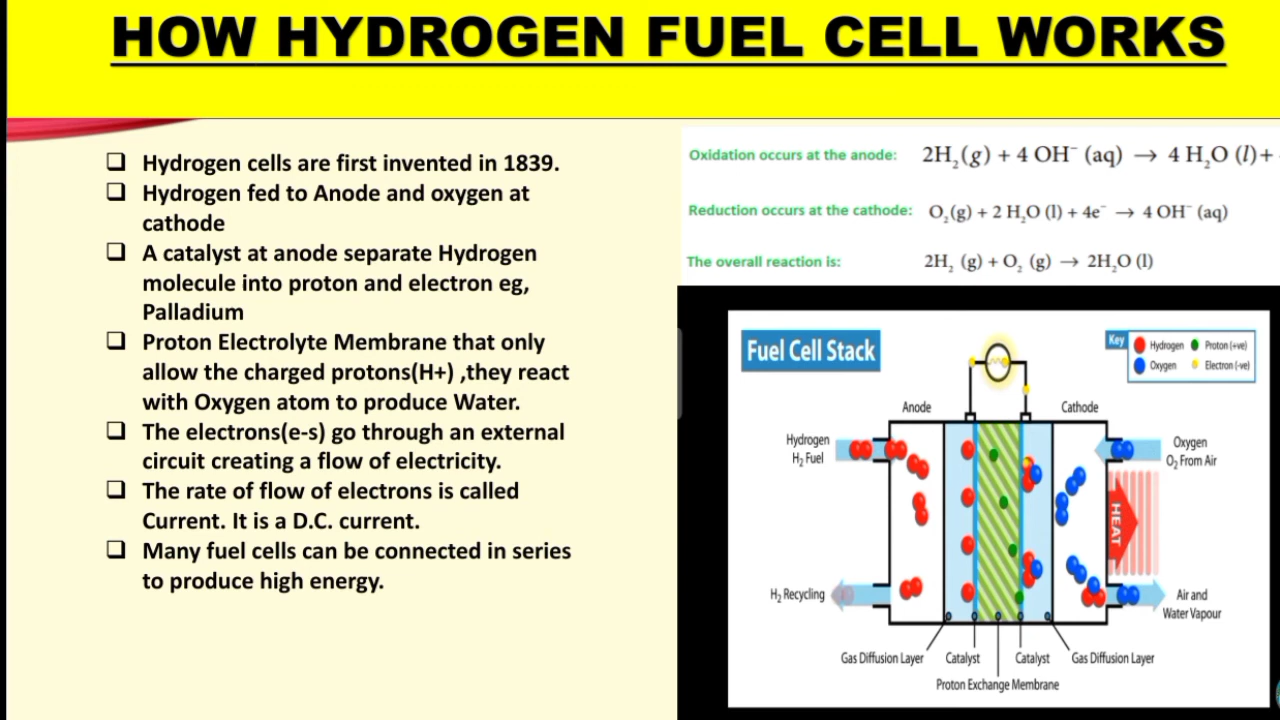 HOW HYDROGEN FUEL CELL WORKS
❑ Hydrogen cells are first invented in 1839.
❑ Hydrogen fed to Anode and oxygen at
cathode
❑ A catalyst at anode separate Hydrogen
molecule into proton and electron eg,
Palladium
❑ Proton Electrolyte Membrane that only
allow the charged protons(H+) ,they react
with Oxygen atom to produce Water.
❑ The electrons(e-s) go through an external
circuit creating a flow of electricity.
❑ The rate of flow of electrons is called
Current. It is a D.C. current.
❑ Many fuel cells can be connected in series
to produce high energy.
Oxidation occurs at the anode: 2H₂(g) + 4 OH⁻ (aq) → 4 H₂O (l)+
Reduction occurs at the cathode: O₂(g) + 2 H₂O (l) + 4e⁻ → 4 OH⁻ (aq)
The overall reaction is: 2H₂ (g) + O₂ (g) → 2H₂O (l)
Fuel Cell Stack
Key
Hydrogen Proton (+ve)
Oxygen Electron (-ve)
Anode Cathode
Hydrogen
H₂ Fuel
Oxygen
O₂ From Air
HEAT
H₂ Recycling
Air and
Water Vapour
Gas Diffusion Layer Catalyst Catalyst Gas Diffusion Layer
Proton Exchange Membrane